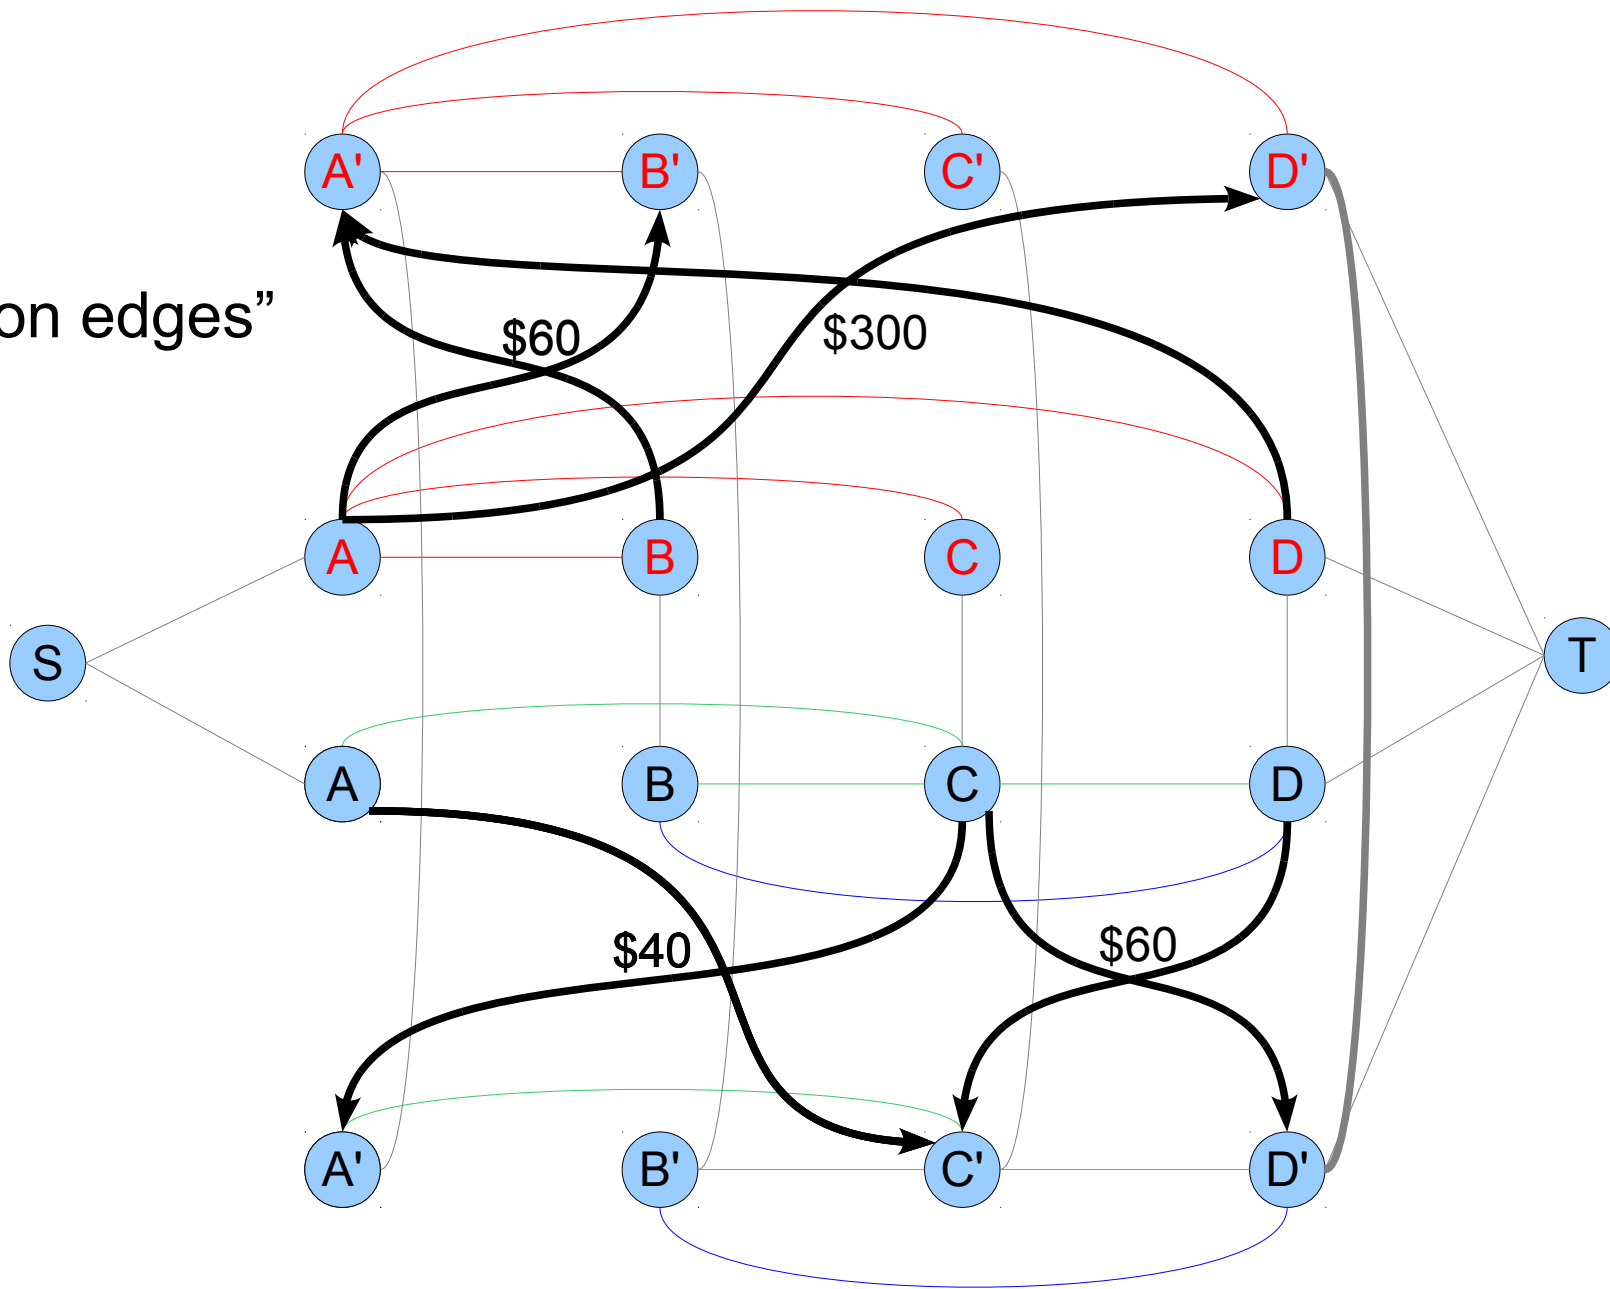 A' B' C' D'
on edges”
$60 $300
A B C D
S T
A B C D
$40 $60
A' B' C' D'